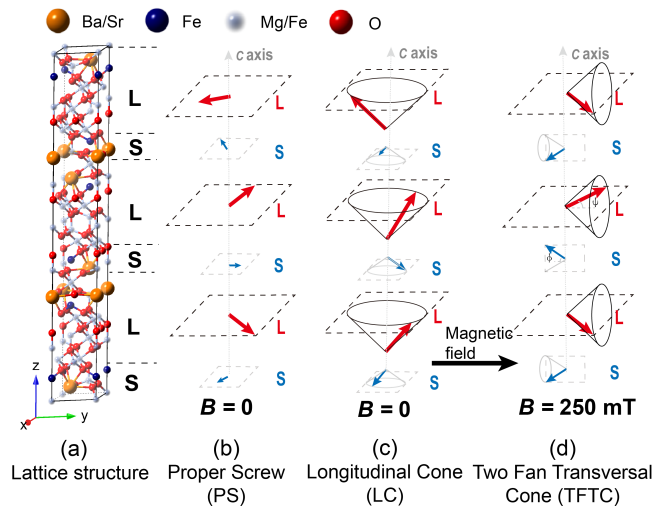 Ba/Sr Fe Mg/Fe O
c axis c axis c axis
L L L L
S S S S
L L L L ψ
S S S S ϕ
L L L L
Magnetic
field
S S S S
z
y
x
B = 0 B = 0 B = 250 mT
(a) (b) (c) (d)
Lattice structure Proper Screw Longitudinal Cone Two Fan Transversal
(PS) (LC) Cone (TFTC)